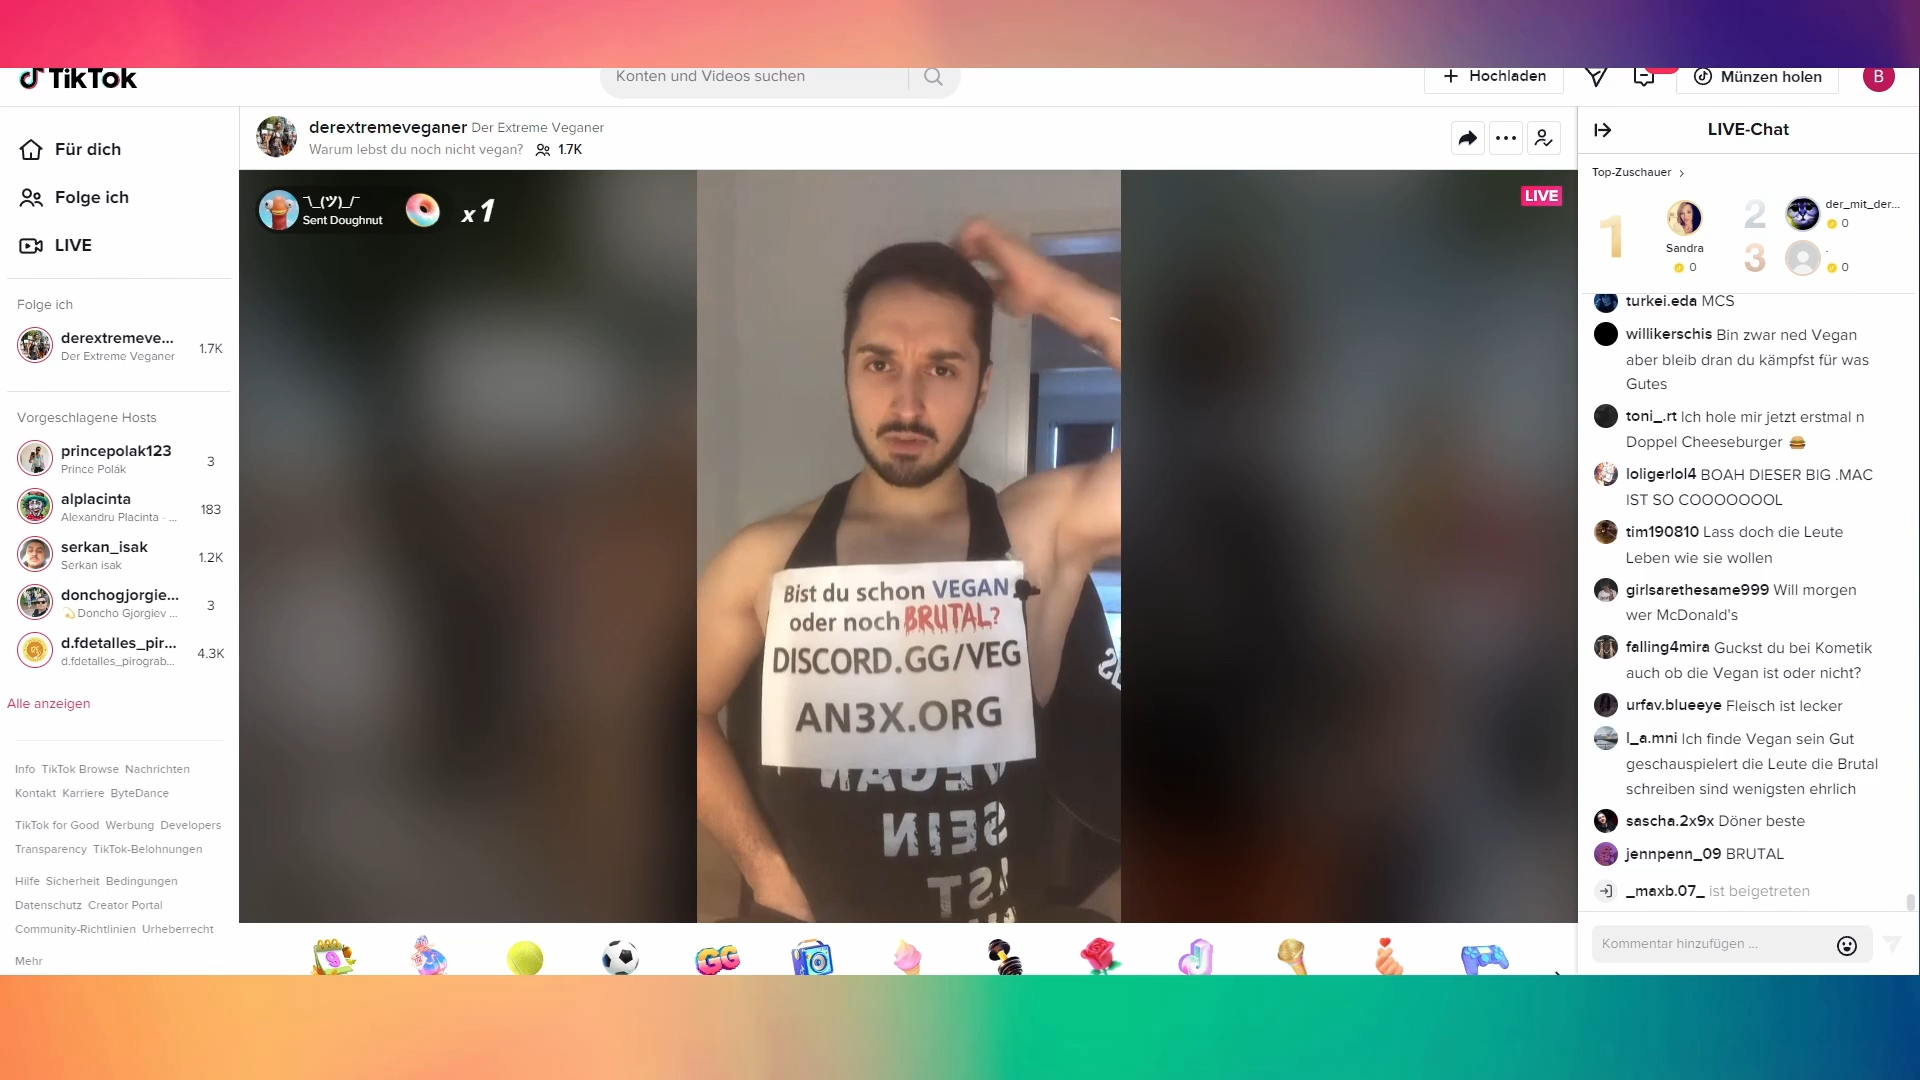 TikTok
Konten und Videos suchen
Hochladen
Münzen holen
B
Für dich
Folge ich
LIVE
Folge ich
derextremeve...
Der Extreme Veganer
1.7K
Vorgeschlagene Hosts
princepolak123
Prince Polák
3
alplacinta
Alexandru Placinta - ...
183
serkan_isak
Serkan isak
1.2K
donchogjorgie...
Doncho Gjorgiev ...
3
d.fdetalles_pir...
d.fdetalles_pirograb...
4.3K
Alle anzeigen
Info TikTok Browse Nachrichten
Kontakt Karriere ByteDance
TikTok for Good Werbung Developers
Transparency TikTok-Belohnungen
Hilfe Sicherheit Bedingungen
Datenschutz Creator Portal
Community-Richtlinien Urheberrecht
Mehr
derextremeveganer Der Extreme Veganer
Warum lebst du noch nicht vegan? 1.7K
¯\_(ツ)_/¯
Sent Doughnut
x 1
LIVE
Bist du schon VEGAN
oder noch BRUTAL?
DISCORD.GG/VEG
AN3X.ORG
VEGAN
SEIN
IST
GG
LIVE-Chat
Top-Zuschauer
1
Sandra
0
2
der_mit_der...
0
3
.
0
turkei.eda MCS
willikerschis Bin zwar ned Vegan
aber bleib dran du kämpfst für was
Gutes
toni_.rt Ich hole mir jetzt erstmal n
Doppel Cheeseburger 🍔
loligerlol4 BOAH DIESER BIG .MAC
IST SO COOOOOOOL
tim190810 Lass doch die Leute
Leben wie sie wollen
girlsarethesame999 Will morgen
wer McDonald's
falling4mira Guckst du bei Kometik
auch ob die Vegan ist oder nicht?
urfav.blueeye Fleisch ist lecker
l_a.mni Ich finde Vegan sein Gut
geschauspielert die Leute die Brutal
schreiben sind wenigsten ehrlich
sascha.2x9x Döner beste
jennpenn_09 BRUTAL
_maxb.07_ ist beigetreten
Kommentar hinzufügen ...